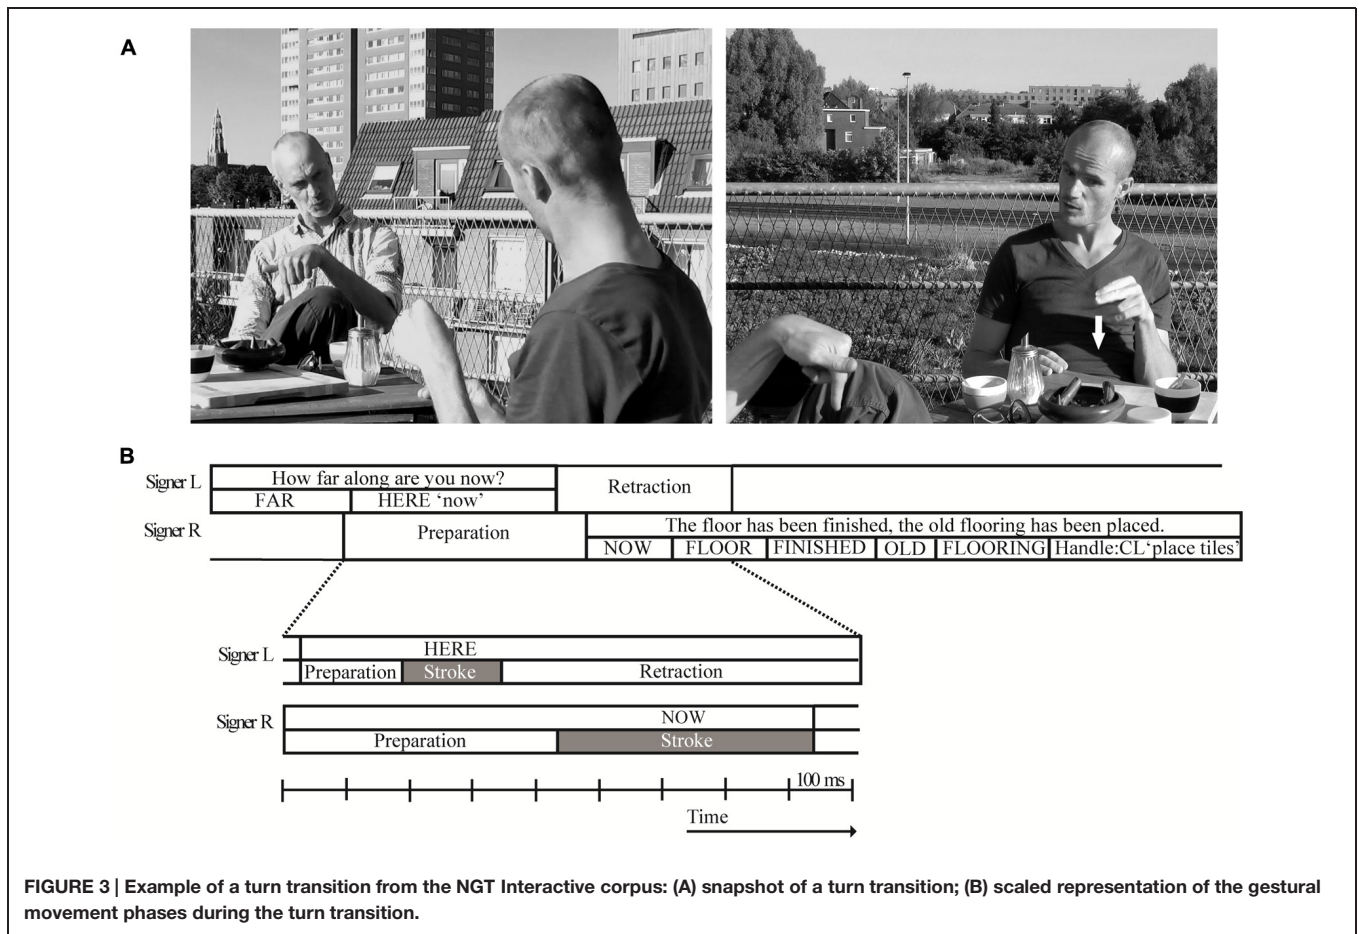 A
B
Signer L
How far along are you now?
FAR
HERE ‘now’
Retraction
Signer R
Preparation
The floor has been finished, the old flooring has been placed.
NOW
FLOOR
FINISHED
OLD
FLOORING
Handle:CL‘place tiles’
Signer L
HERE
Preparation
Stroke
Retraction
Signer R
NOW
Preparation
Stroke
100 ms
Time
FIGURE 3 | Example of a turn transition from the NGT Interactive corpus: (A) snapshot of a turn transition; (B) scaled representation of the gestural
movement phases during the turn transition.